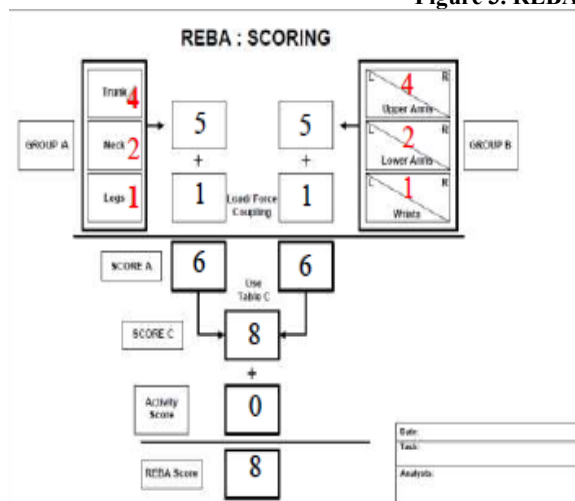 Figure 3: REBA
REBA : SCORING
Trunk 4
L 4 R
Upper Arms
5 5
GROUP A
Neck 2
+ +
L 2 R
Lower Arms
GROUP B
Legs 1
1 Load/Force Coupling 1
L 1 R
Wrists
SCORE A 6 6
Use
Table C
SCORE C 8
+
Activity
Score
0
REBA Score 8
Date:
Task:
Analysts: